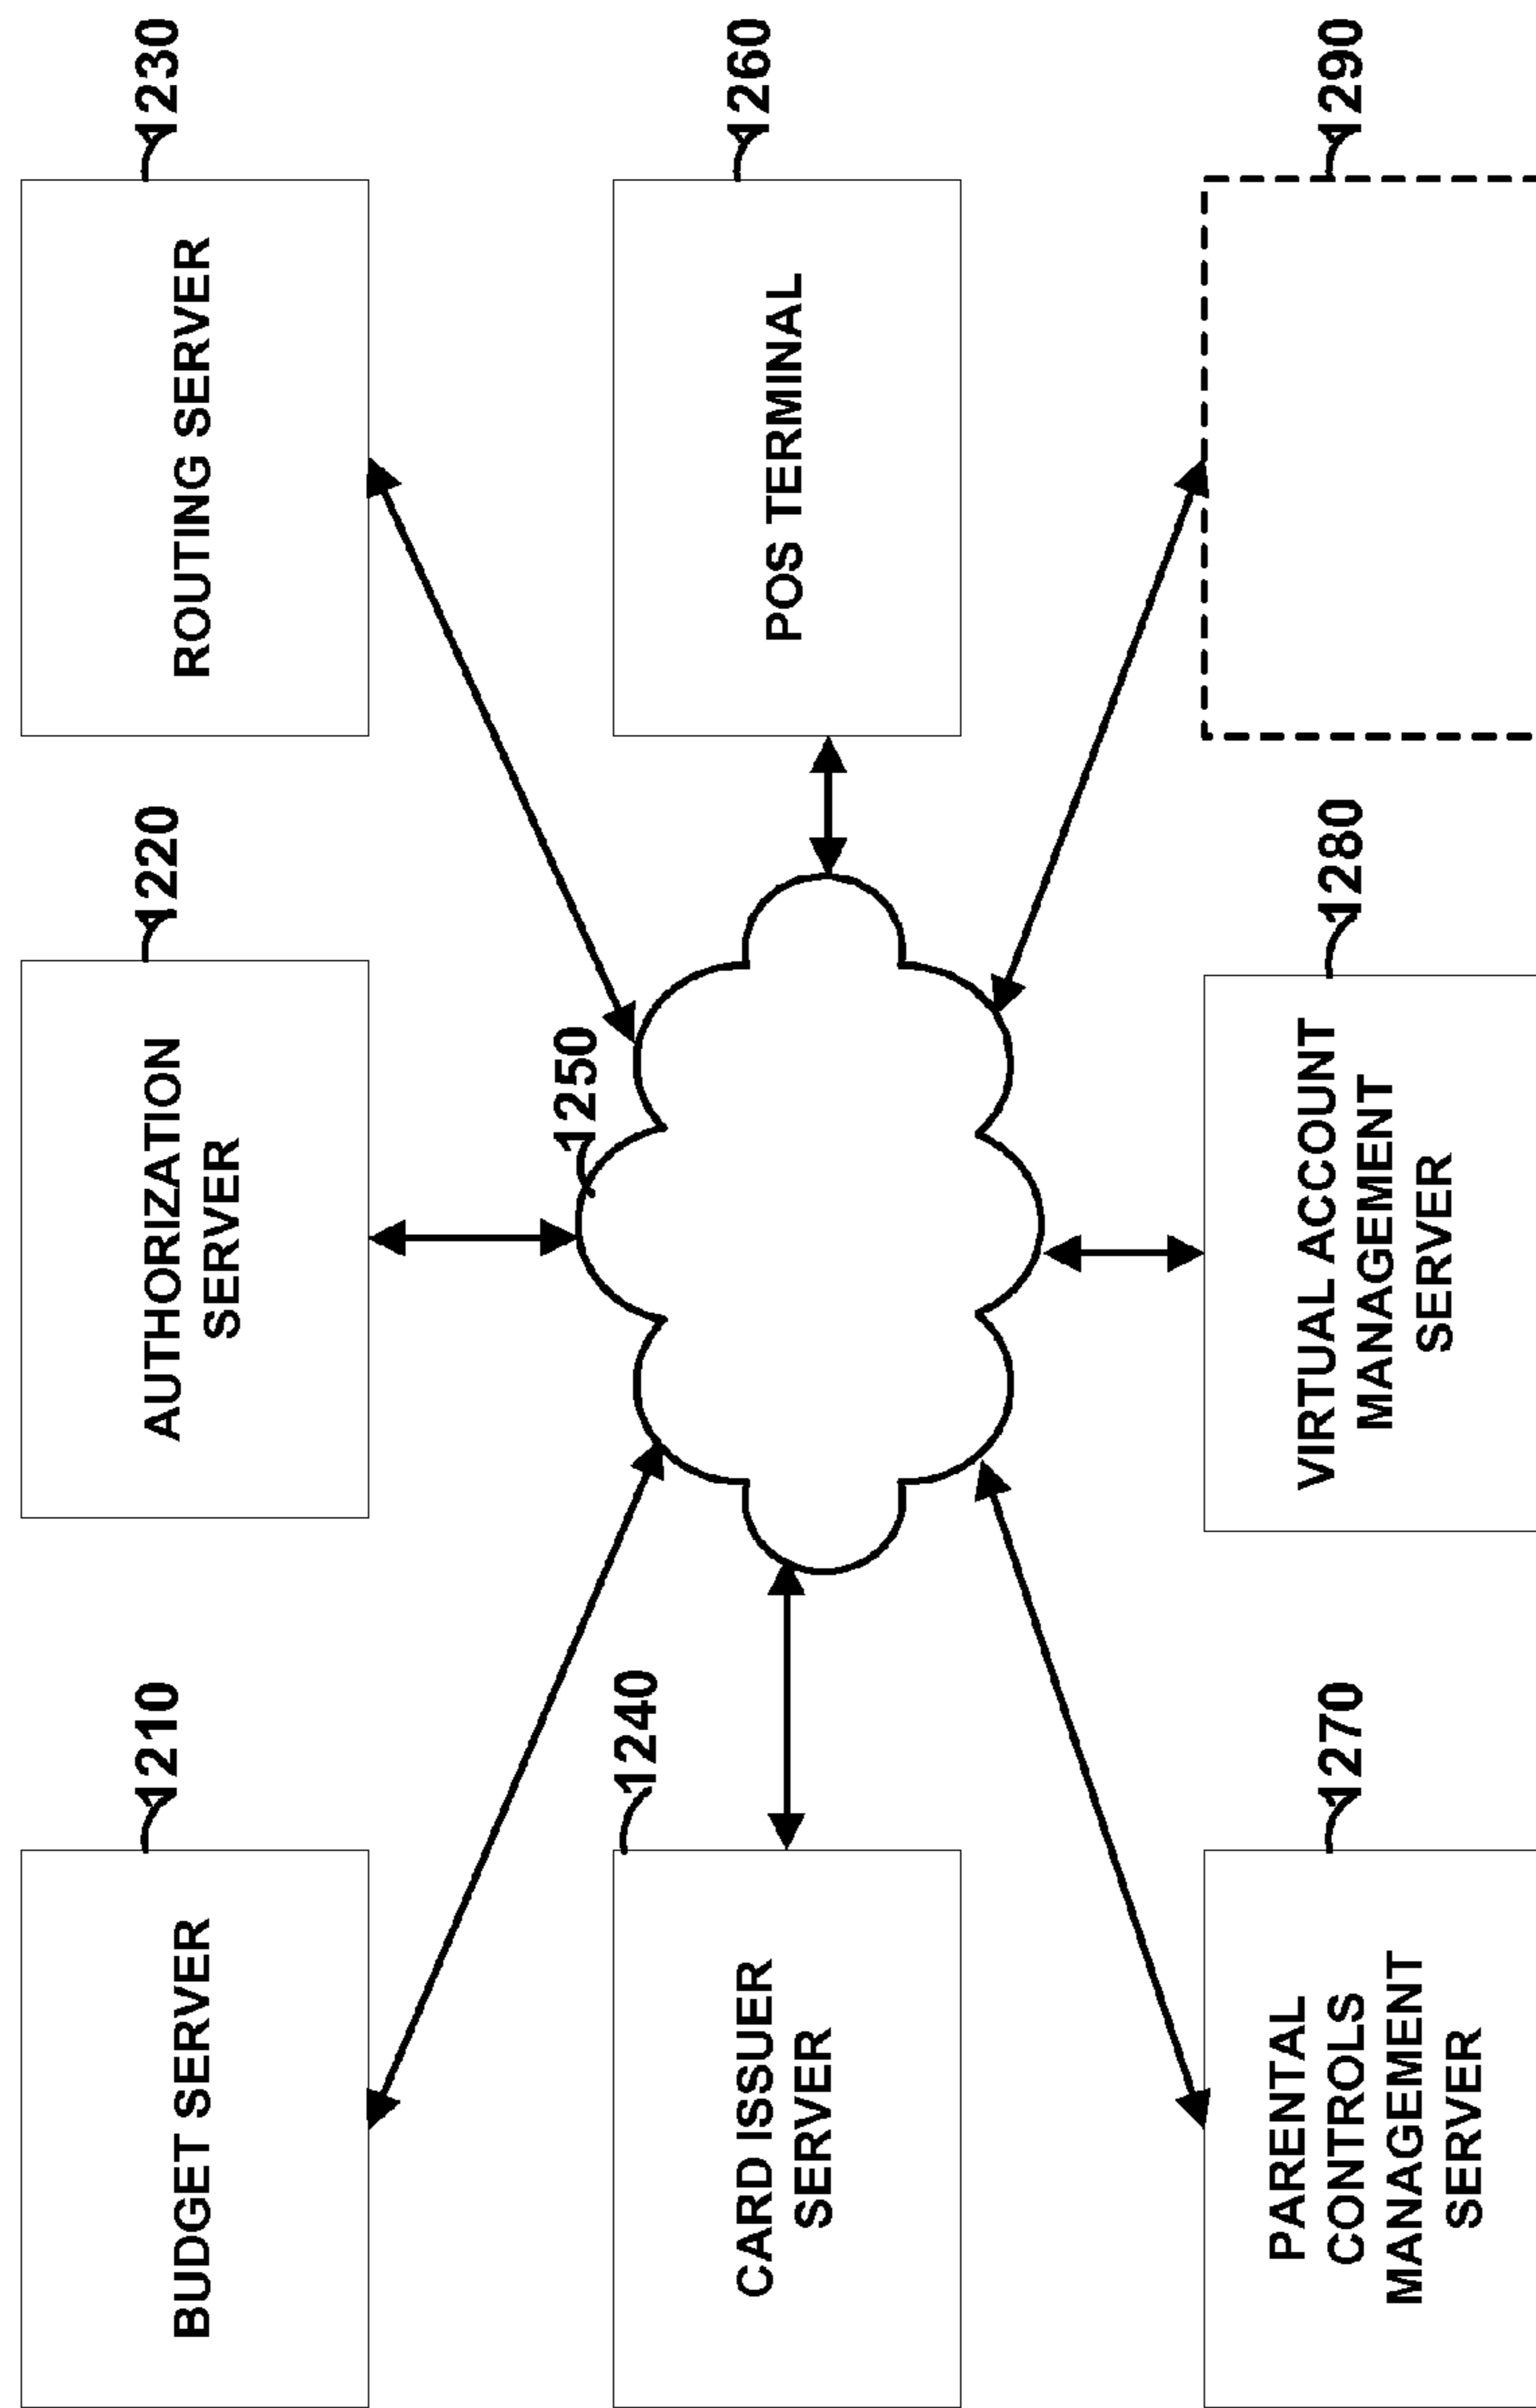 1210
BUDGET SERVER
1220
AUTHORIZATION
SERVER
1230
ROUTING SERVER
1240
CARD ISSUER
SERVER
1250
1260
POS TERMINAL
1270
PARENTAL
CONTROLS
MANAGEMENT
SERVER
1280
VIRTUAL ACCOUNT
MANAGEMENT
SERVER
1290